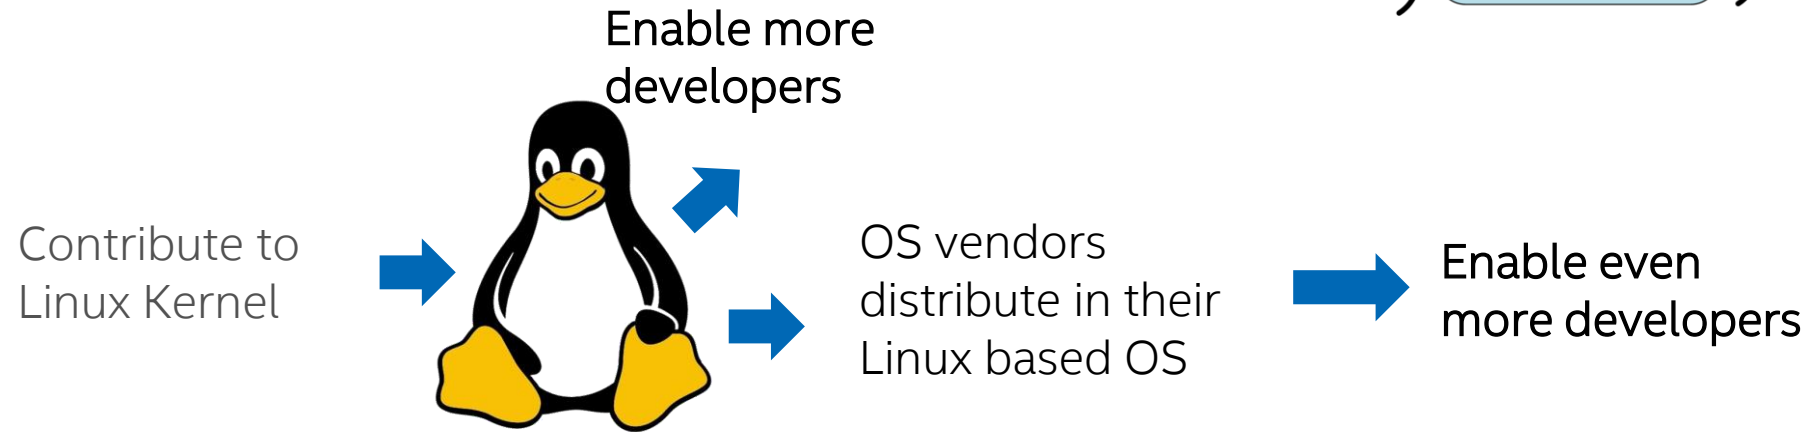 Enable more
developers
Contribute to
Linux Kernel
OS vendors
distribute in their
Linux based OS
Enable even
more developers